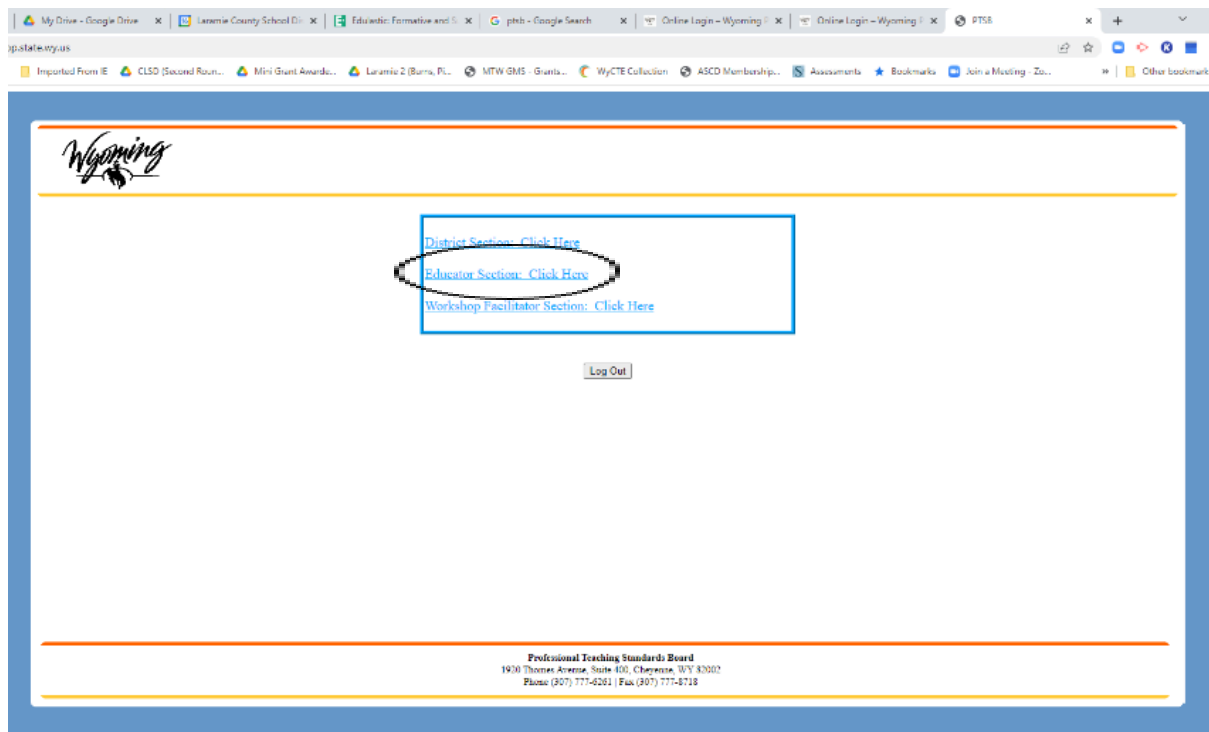 My Drive - Google Drive
Laramie County School Di
Edulastic: Formative and S
ptsb - Google Search
Online Login – Wyoming P
Online Login – Wyoming P
PTSB
op.state.wy.us
Imported From IE
CLSD (Second Roun...
Mini Grant Awarde...
Laramie 2 (Burns, Pi...
MTW GMS - Grants...
WyCTE Collection
ASCD Membership...
Assessments
Bookmarks
Join a Meeting - Zo...
Other bookmark
Wyoming
District Section: Click Here
Educator Section: Click Here
Workshop Facilitator Section: Click Here
Log Out
Professional Teaching Standards Board
1920 Thomes Avenue, Suite 400, Cheyenne, WY 82002
Phone (307) 777-6261 | Fax (307) 777-8718